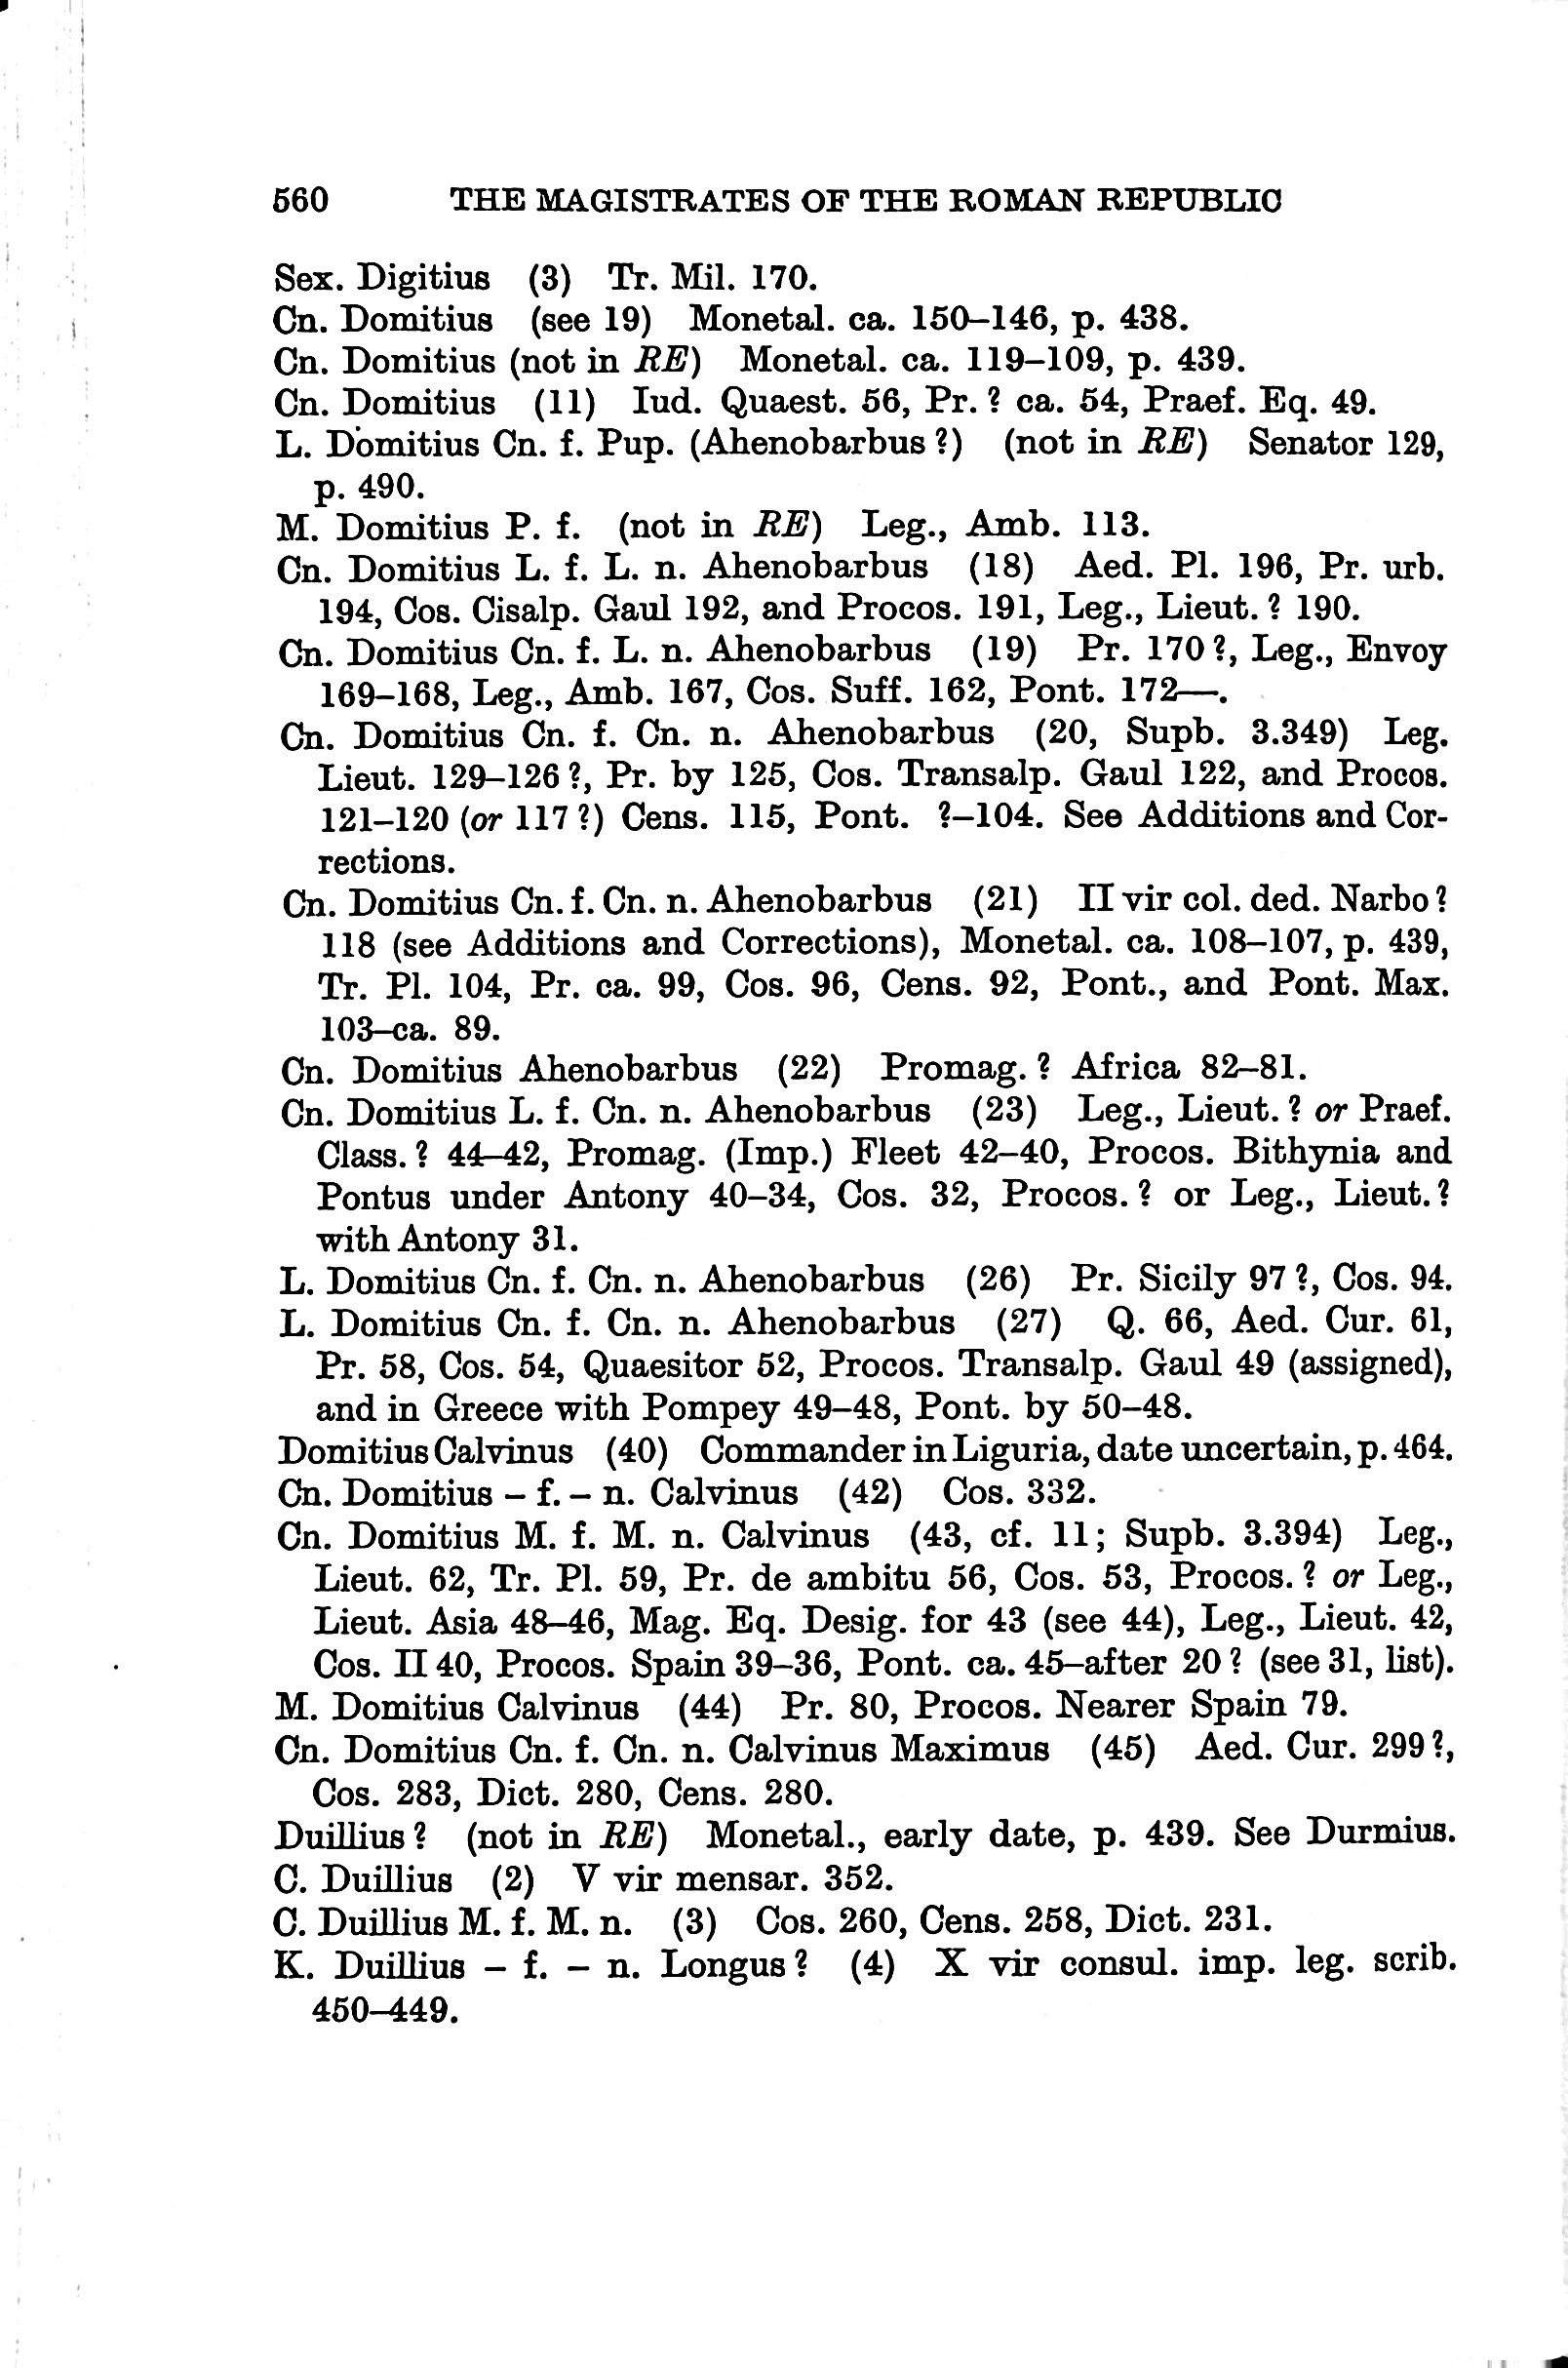 560 THE MAGISTRATES OF THE ROMAN REPUBLIC
Sex. Digitius (3) Tr. Mil. 170.
Cn. Domitius (see 19) Monetal. ca. 150–146, p. 438.
Cn. Domitius (not in RE) Monetal. ca. 119–109, p. 439.
Cn. Domitius (11) Iud. Quaest. 56, Pr. ? ca. 54, Praef. Eq. 49.
L. Domitius Cn. f. Pup. (Ahenobarbus ?) (not in RE) Senator 129,
p. 490.
M. Domitius P. f. (not in RE) Leg., Amb. 113.
Cn. Domitius L. f. L. n. Ahenobarbus (18) Aed. Pl. 196, Pr. urb.
194, Cos. Cisalp. Gaul 192, and Procos. 191, Leg., Lieut. ? 190.
Cn. Domitius Cn. f. L. n. Ahenobarbus (19) Pr. 170 ?, Leg., Envoy
169–168, Leg., Amb. 167, Cos. Suff. 162, Pont. 172—.
Cn. Domitius Cn. f. Cn. n. Ahenobarbus (20, Supb. 3.349) Leg.
Lieut. 129–126 ?, Pr. by 125, Cos. Transalp. Gaul 122, and Procos.
121–120 (or 117 ?) Cens. 115, Pont. ?–104. See Additions and Cor-
rections.
Cn. Domitius Cn. f. Cn. n. Ahenobarbus (21) II vir col. ded. Narbo ?
118 (see Additions and Corrections), Monetal. ca. 108–107, p. 439,
Tr. Pl. 104, Pr. ca. 99, Cos. 96, Cens. 92, Pont., and Pont. Max.
103–ca. 89.
Cn. Domitius Ahenobarbus (22) Promag. ? Africa 82–81.
Cn. Domitius L. f. Cn. n. Ahenobarbus (23) Leg., Lieut. ? or Praef.
Class. ? 44–42, Promag. (Imp.) Fleet 42–40, Procos. Bithynia and
Pontus under Antony 40–34, Cos. 32, Procos. ? or Leg., Lieut. ?
with Antony 31.
L. Domitius Cn. f. Cn. n. Ahenobarbus (26) Pr. Sicily 97 ?, Cos. 94.
L. Domitius Cn. f. Cn. n. Ahenobarbus (27) Q. 66, Aed. Cur. 61,
Pr. 58, Cos. 54, Quaesitor 52, Procos. Transalp. Gaul 49 (assigned),
and in Greece with Pompey 49–48, Pont. by 50–48.
Domitius Calvinus (40) Commander in Liguria, date uncertain, p. 464.
Cn. Domitius – f. – n. Calvinus (42) Cos. 332.
Cn. Domitius M. f. M. n. Calvinus (43, cf. 11; Supb. 3.394) Leg.,
Lieut. 62, Tr. Pl. 59, Pr. de ambitu 56, Cos. 53, Procos. ? or Leg.,
Lieut. Asia 48–46, Mag. Eq. Desig. for 43 (see 44), Leg., Lieut. 42,
Cos. II 40, Procos. Spain 39–36, Pont. ca. 45–after 20 ? (see 31, list).
M. Domitius Calvinus (44) Pr. 80, Procos. Nearer Spain 79.
Cn. Domitius Cn. f. Cn. n. Calvinus Maximus (45) Aed. Cur. 299 ?,
Cos. 283, Dict. 280, Cens. 280.
Duillius ? (not in RE) Monetal., early date, p. 439. See Durmius.
C. Duillius (2) V vir mensar. 352.
C. Duillius M. f. M. n. (3) Cos. 260, Cens. 258, Dict. 231.
K. Duillius – f. – n. Longus ? (4) X vir consul. imp. leg. scrib.
450–449.